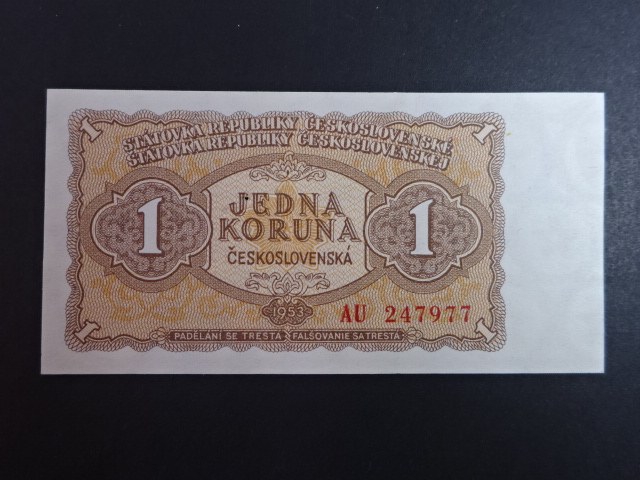 1 1
STÁTOVKA REPUBLIKY ČESKOSLOVENSKÉ
ŠTÁTOVKA REPUBLIKY ČESKOSLOVENSKEJ
1 JEDNA 1
KORUNA
ČESKOSLOVENSKÁ
1953
AU 247977
1 1
PADĚLÁNÍ SE TRESTÁ FALŠOVANIE SA TRESTÁ